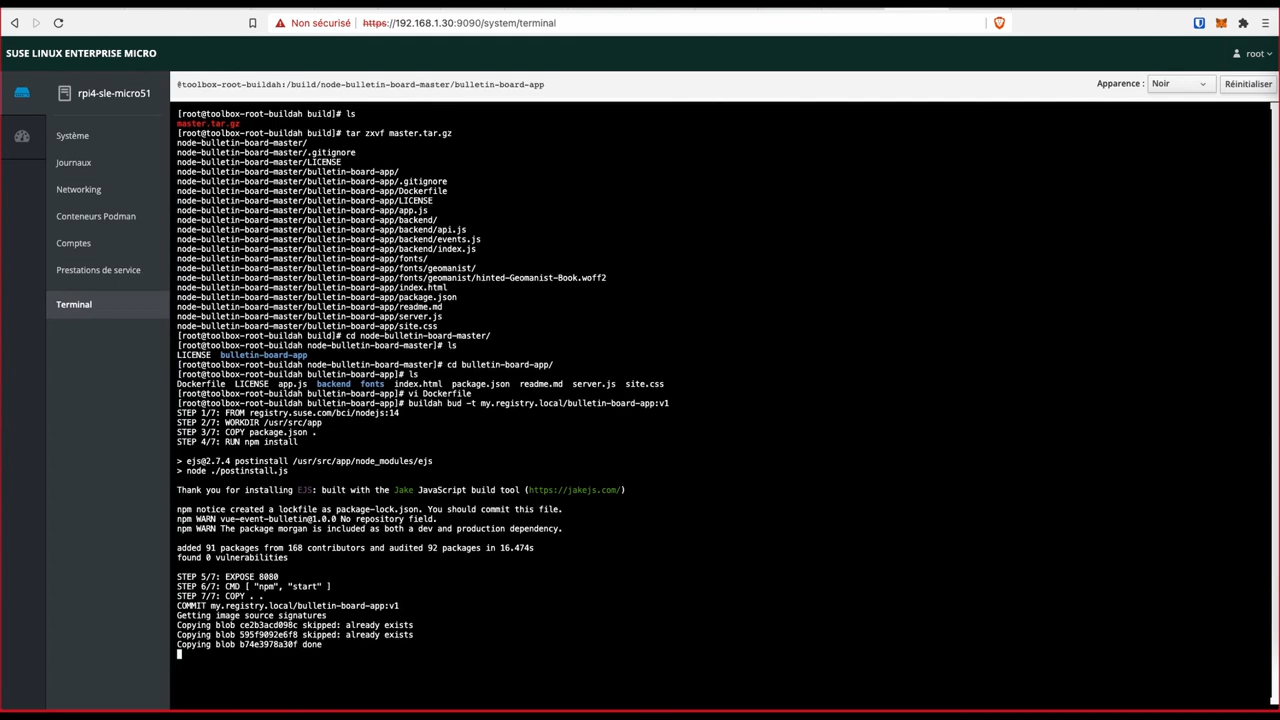 Non sécurisé https://192.168.1.30:9090/system/terminal
SUSE LINUX ENTERPRISE MICRO
root
rpi4-sle-micro51
Système
Journaux
Networking
Conteneurs Podman
Comptes
Prestations de service
Terminal
@toolbox-root-buildah:/build/node-bulletin-board-master/bulletin-board-app
Apparence : Noir Réinitialiser
[root@toolbox-root-buildah build]# ls
master.tar.gz
[root@toolbox-root-buildah build]# tar zxvf master.tar.gz
node-bulletin-board-master/
node-bulletin-board-master/.gitignore
node-bulletin-board-master/LICENSE
node-bulletin-board-master/bulletin-board-app/
node-bulletin-board-master/bulletin-board-app/.gitignore
node-bulletin-board-master/bulletin-board-app/Dockerfile
node-bulletin-board-master/bulletin-board-app/LICENSE
node-bulletin-board-master/bulletin-board-app/app.js
node-bulletin-board-master/bulletin-board-app/backend/
node-bulletin-board-master/bulletin-board-app/backend/api.js
node-bulletin-board-master/bulletin-board-app/backend/events.js
node-bulletin-board-master/bulletin-board-app/backend/index.js
node-bulletin-board-master/bulletin-board-app/fonts/
node-bulletin-board-master/bulletin-board-app/fonts/geomanist/
node-bulletin-board-master/bulletin-board-app/fonts/geomanist/hinted-Geomanist-Book.woff2
node-bulletin-board-master/bulletin-board-app/index.html
node-bulletin-board-master/bulletin-board-app/package.json
node-bulletin-board-master/bulletin-board-app/readme.md
node-bulletin-board-master/bulletin-board-app/server.js
node-bulletin-board-master/bulletin-board-app/site.css
[root@toolbox-root-buildah build]# cd node-bulletin-board-master/
[root@toolbox-root-buildah node-bulletin-board-master]# ls
LICENSE bulletin-board-app
[root@toolbox-root-buildah node-bulletin-board-master]# cd bulletin-board-app/
[root@toolbox-root-buildah bulletin-board-app]# ls
Dockerfile LICENSE app.js backend fonts index.html package.json readme.md server.js site.css
[root@toolbox-root-buildah bulletin-board-app]# vi Dockerfile
[root@toolbox-root-buildah bulletin-board-app]# buildah bud -t my.registry.local/bulletin-board-app:v1
STEP 1/7: FROM registry.suse.com/bci/nodejs:14
STEP 2/7: WORKDIR /usr/src/app
STEP 3/7: COPY package.json .
STEP 4/7: RUN npm install
> ejs@2.7.4 postinstall /usr/src/app/node_modules/ejs
> node ./postinstall.js
Thank you for installing EJS: built with the Jake JavaScript build tool (https://jakejs.com/)
npm notice created a lockfile as package-lock.json. You should commit this file.
npm WARN vue-event-bulletin@1.0.0 No repository field.
npm WARN The package morgan is included as both a dev and production dependency.
added 91 packages from 168 contributors and audited 92 packages in 16.474s
found 0 vulnerabilities
STEP 5/7: EXPOSE 8080
STEP 6/7: CMD [ "npm", "start" ]
STEP 7/7: COPY . .
COMMIT my.registry.local/bulletin-board-app:v1
Getting image source signatures
Copying blob ce2b3acd098c skipped: already exists
Copying blob 595f9092e6f8 skipped: already exists
Copying blob b74e3978a30f done